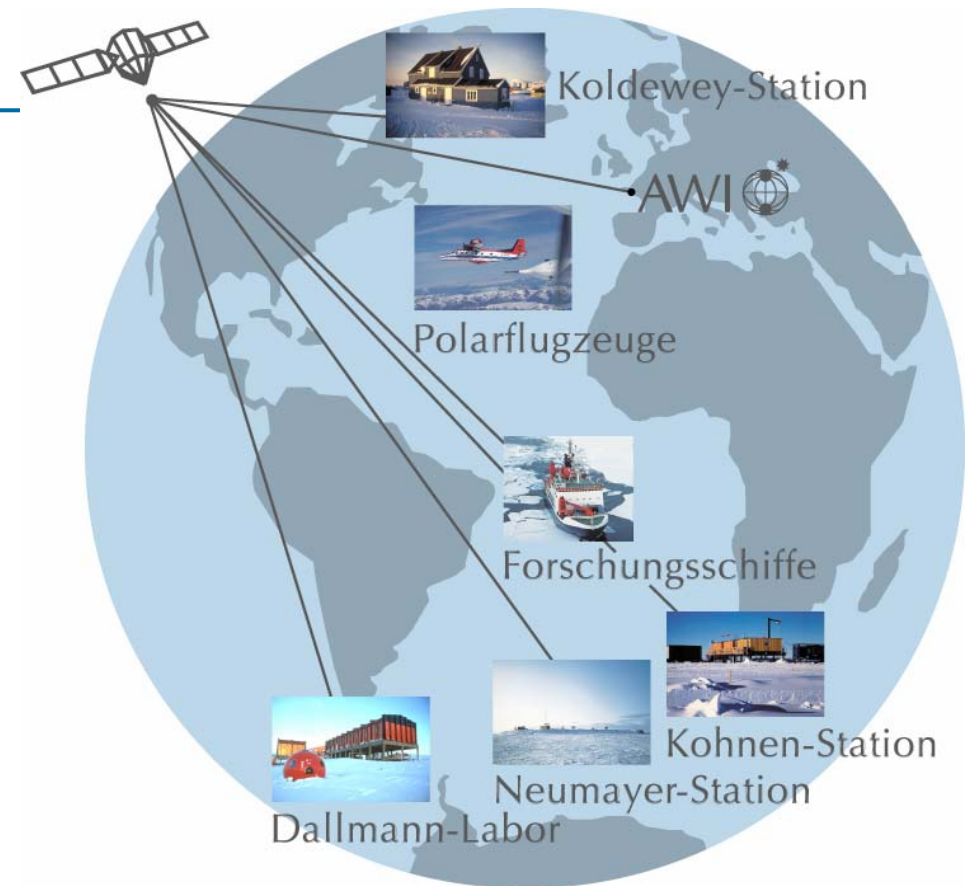 Koldewey-Station
AWI
Polarflugzeuge
Forschungsschiffe
Kohnen-Station
Neumayer-Station
Dallmann-Labor